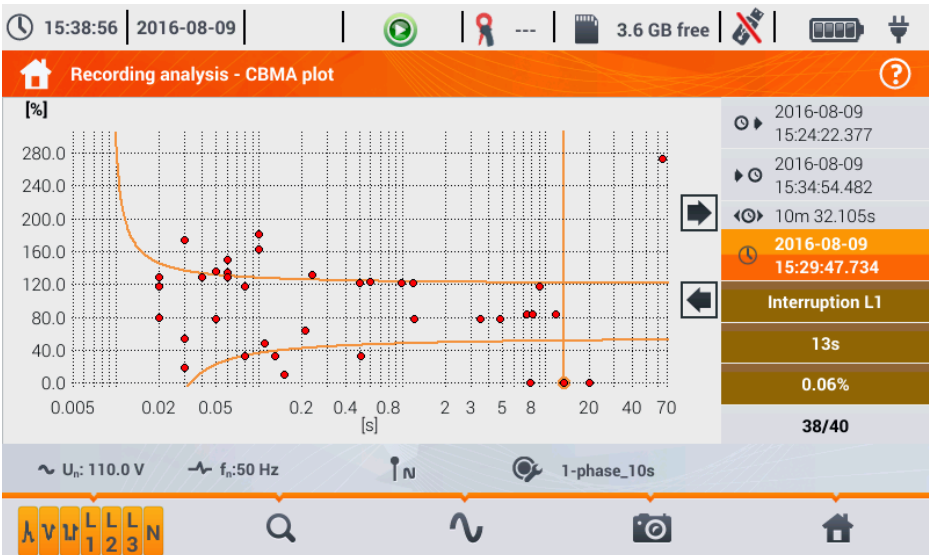 15:38:56 2016-08-09 --- 3.6 GB free
Recording analysis - CBMA plot ?
[%]
280.0
240.0
200.0
160.0
120.0
80.0
40.0
0.0
0.005 0.02 0.05 0.2 0.4 0.8 2 3 5 8 20 40 70
[s]
2016-08-09
15:24:22.377
2016-08-09
15:34:54.482
10m 32.105s
2016-08-09
15:29:47.734
Interruption L1
13s
0.06%
38/40
Un: 110.0 V fn:50 Hz N 1-phase_10s
L1 L2 L3 N